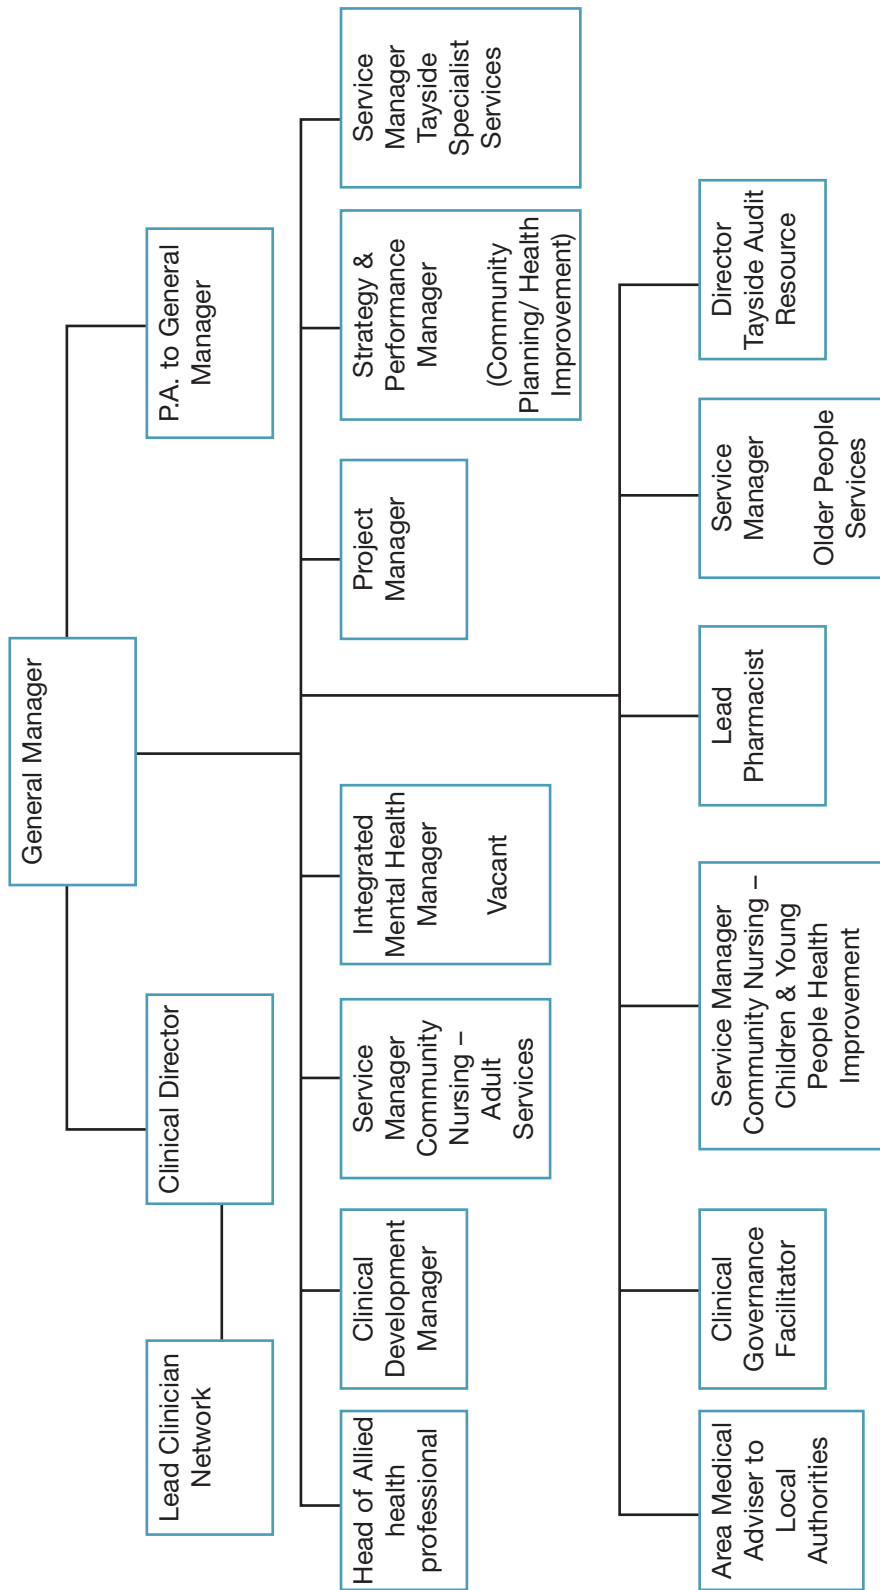 General Manager
Lead Clinician
Network
Clinical Director
P.A. to General
Manager
Head of Allied
health
professional
Clinical
Development
Manager
Service
Manager
Community
Nursing –
Adult
Services
Integrated
Mental Health
Manager
Vacant
Project
Manager
Strategy &
Performance
Manager
(Community
Planning/ Health
Improvement)
Service
Manager
Tayside
Specialist
Services
Area Medical
Adviser to
Local
Authorities
Clinical
Governance
Facilitator
Service Manager
Community Nursing –
Children & Young
People Health
Improvement
Lead
Pharmacist
Service
Manager
Older People
Services
Director
Tayside Audit
Resource